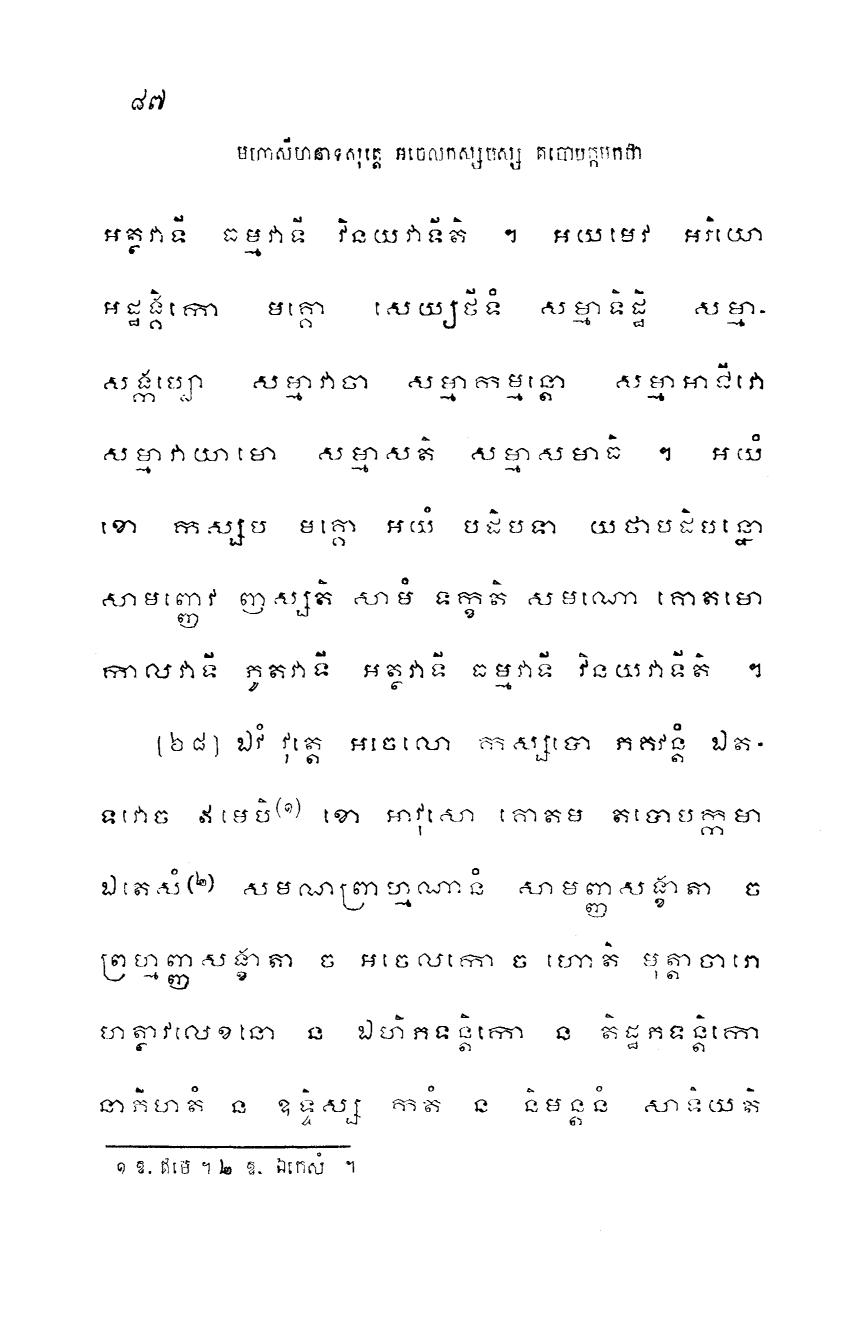 ៨៧
មហាសីហនាទសុត្តេ អចេលកស្សបស្ស តបោបក្កមកថា
អត្ថវាទី ធម្មវាទី វិនយវាទីតិ ។ អយមេវ អរិយោ
អដ្ឋង្គិកោ មគ្គោ សេយ្យថីទំ សម្មាទិដ្ឋិ សម្មា-
សង្កប្បោ សម្មាវាចា សម្មាកម្មន្តោ សម្មាអាជីវោ
សម្មាវាយាមោ សម្មាសតិ សម្មាសមាធិ ។ អយំ
ខោ កស្សប មគ្គោ អយំ បដិបទា យថាបដិបន្នោ
សាមញ្ញេវ ញស្សតិ សាមំ ទក្ខតិ សមណោ គោតមោ
កាលវាទី ភូតវាទី អត្ថវាទី ធម្មវាទី វិនយវាទីតិ ។
[២៨] ឯវំ វុត្តេ អចេលោ កស្សបោ ភគវន្តំ ឯត-
ទវោច ឥមេបិ(១) ខោ អាវុសោ គោតម តបោបក្កមា
ឯតេសំ(២) សមណព្រាហ្មណានំ សាមញ្ញសង្ខាតា ច
ព្រហ្មញ្ញសង្ខាតា ច អចេលកោ ច ហោតិ មុត្តាចារោ
ហត្ថាវលេខនោ ន ឯហិភទន្តិកោ ន តិដ្ឋភទន្តិកោ
នាភិហតំ ន ឧទ្ទិស្ស កតំ ន និមន្តនំ សាទិយតិ
១ ឱ. ឥមេ ។ ២ ឱ. ឯកេសំ ។